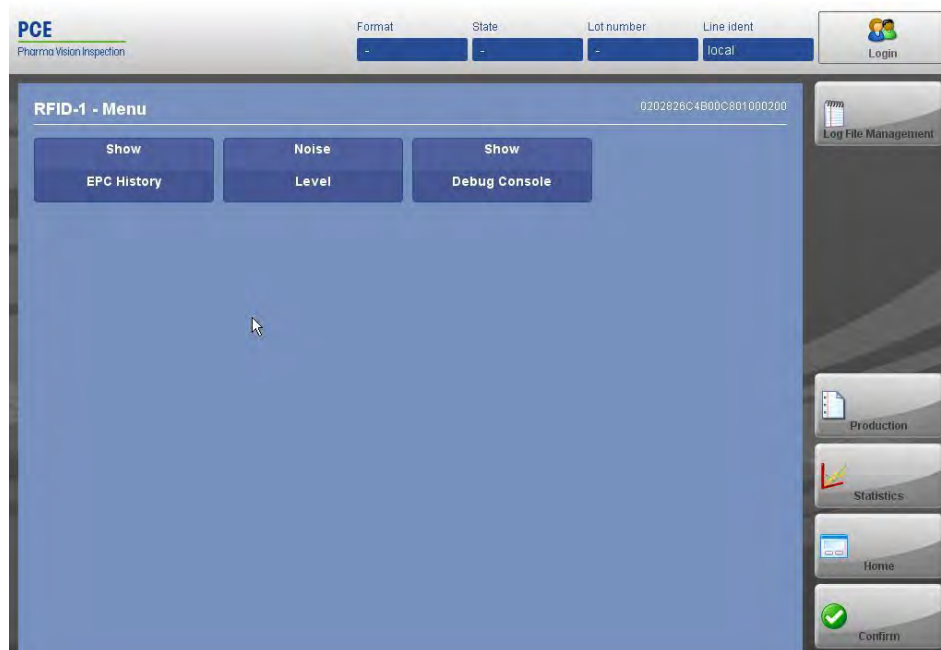 PCE
Pharma Vision Inspection
Format
State
Lot number
Line ident
-
-
-
local
Login
RFID-1 - Menu
0202826C4B00C801000200
Log File Management
Show
EPC History
Noise
Level
Show
Debug Console
Production
Statistics
Home
Confirm